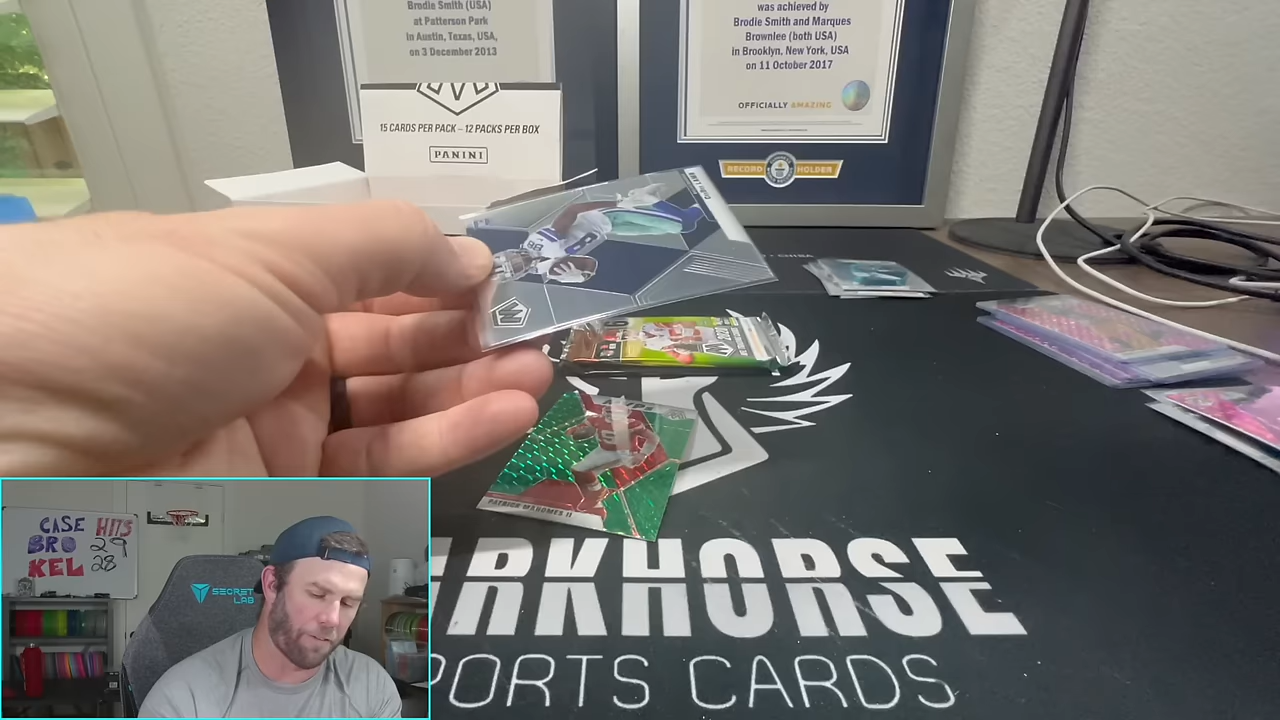 Brodie Smith (USA)
at Patterson Park
in Austin, Texas, USA,
on 3 December 2013
was achieved by
Brodie Smith and Marques
Brownlee (both USA)
in Brooklyn, New York, USA
on 11 October 2017
OFFICIALLY AMAZING
RECORD HOLDER
15 CARDS PER PACK – 12 PACKS PER BOX
PANINI
88
PATRICK MAHOMES II
RKHORSE
PORTS CARDS
CASE HITS
BRO 29
KEL 28
SECRET
LAB